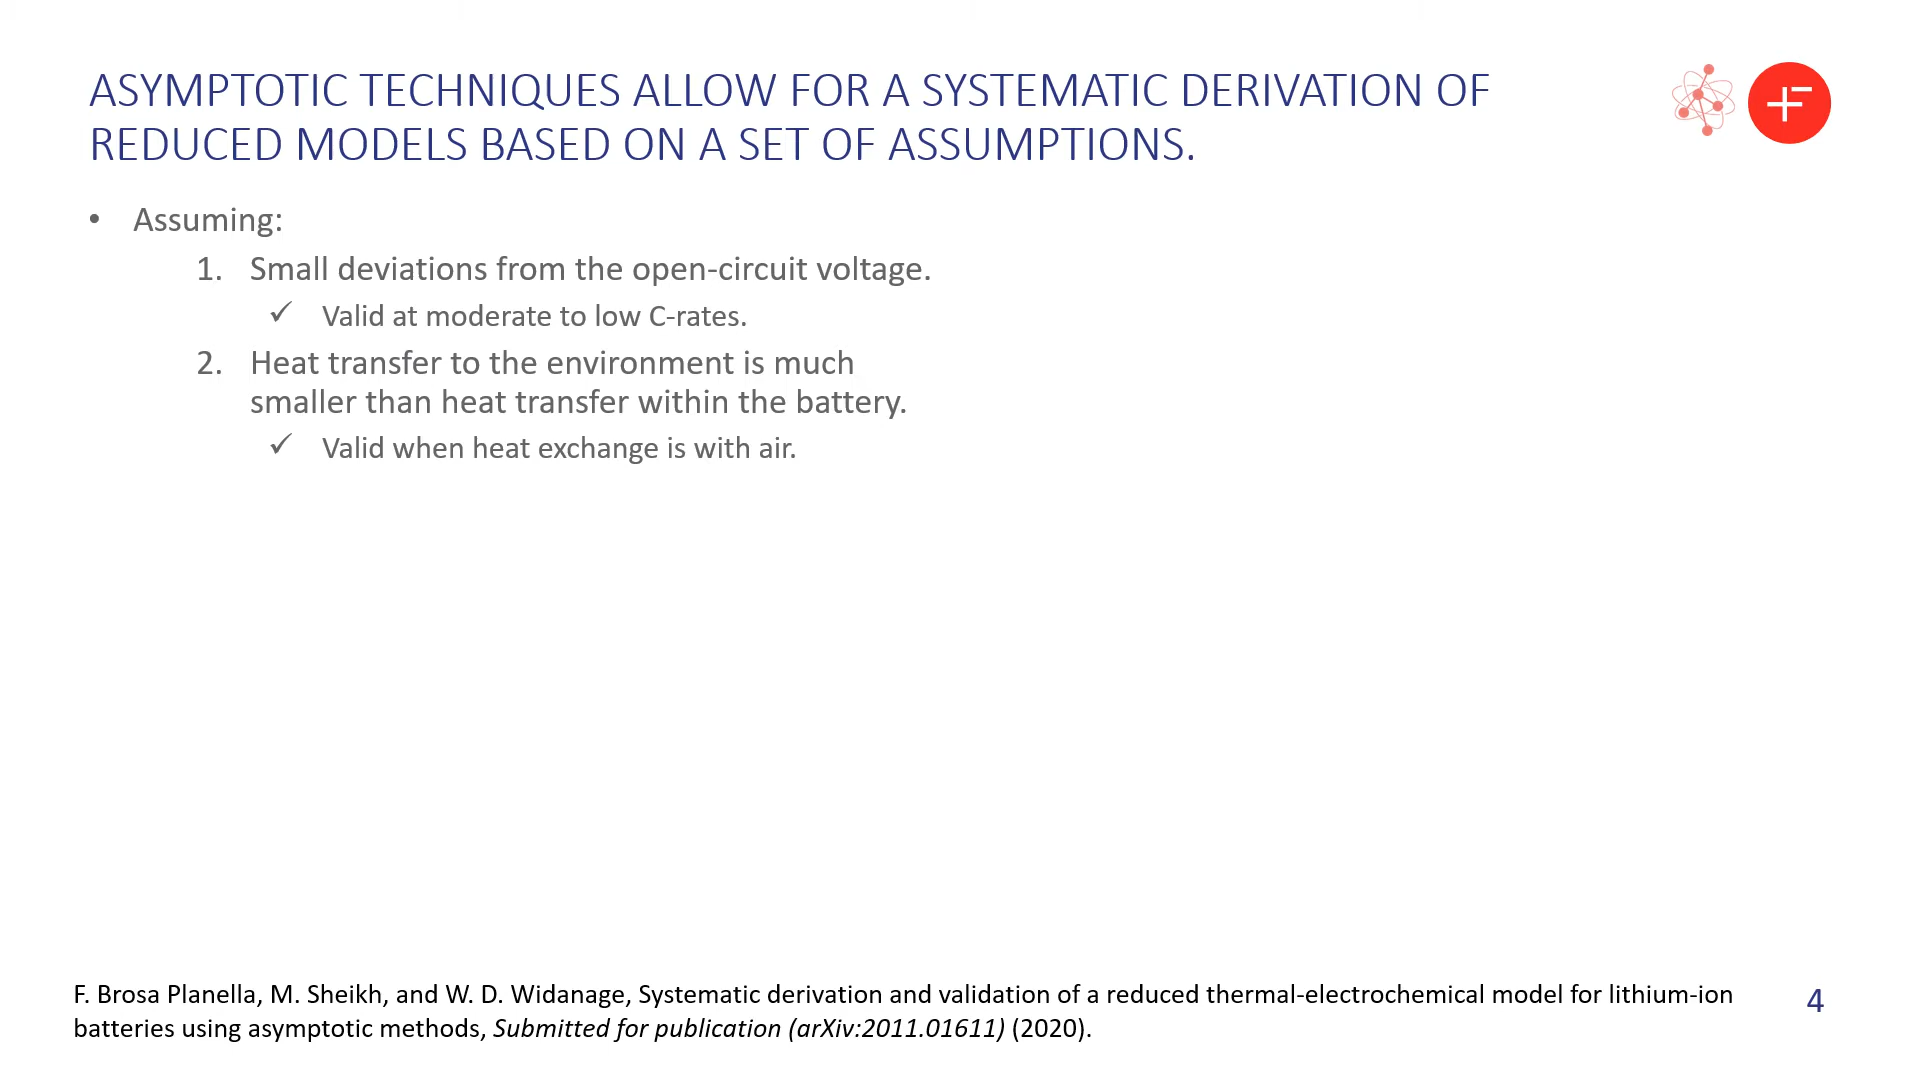 ASYMPTOTIC TECHNIQUES ALLOW FOR A SYSTEMATIC DERIVATION OF
REDUCED MODELS BASED ON A SET OF ASSUMPTIONS.
• Assuming:
1. Small deviations from the open-circuit voltage.
✓ Valid at moderate to low C-rates.
2. Heat transfer to the environment is much
smaller than heat transfer within the battery.
✓ Valid when heat exchange is with air.
F. Brosa Planella, M. Sheikh, and W. D. Widanage, Systematic derivation and validation of a reduced thermal-electrochemical model for lithium-ion
batteries using asymptotic methods, Submitted for publication (arXiv:2011.01611) (2020).
4